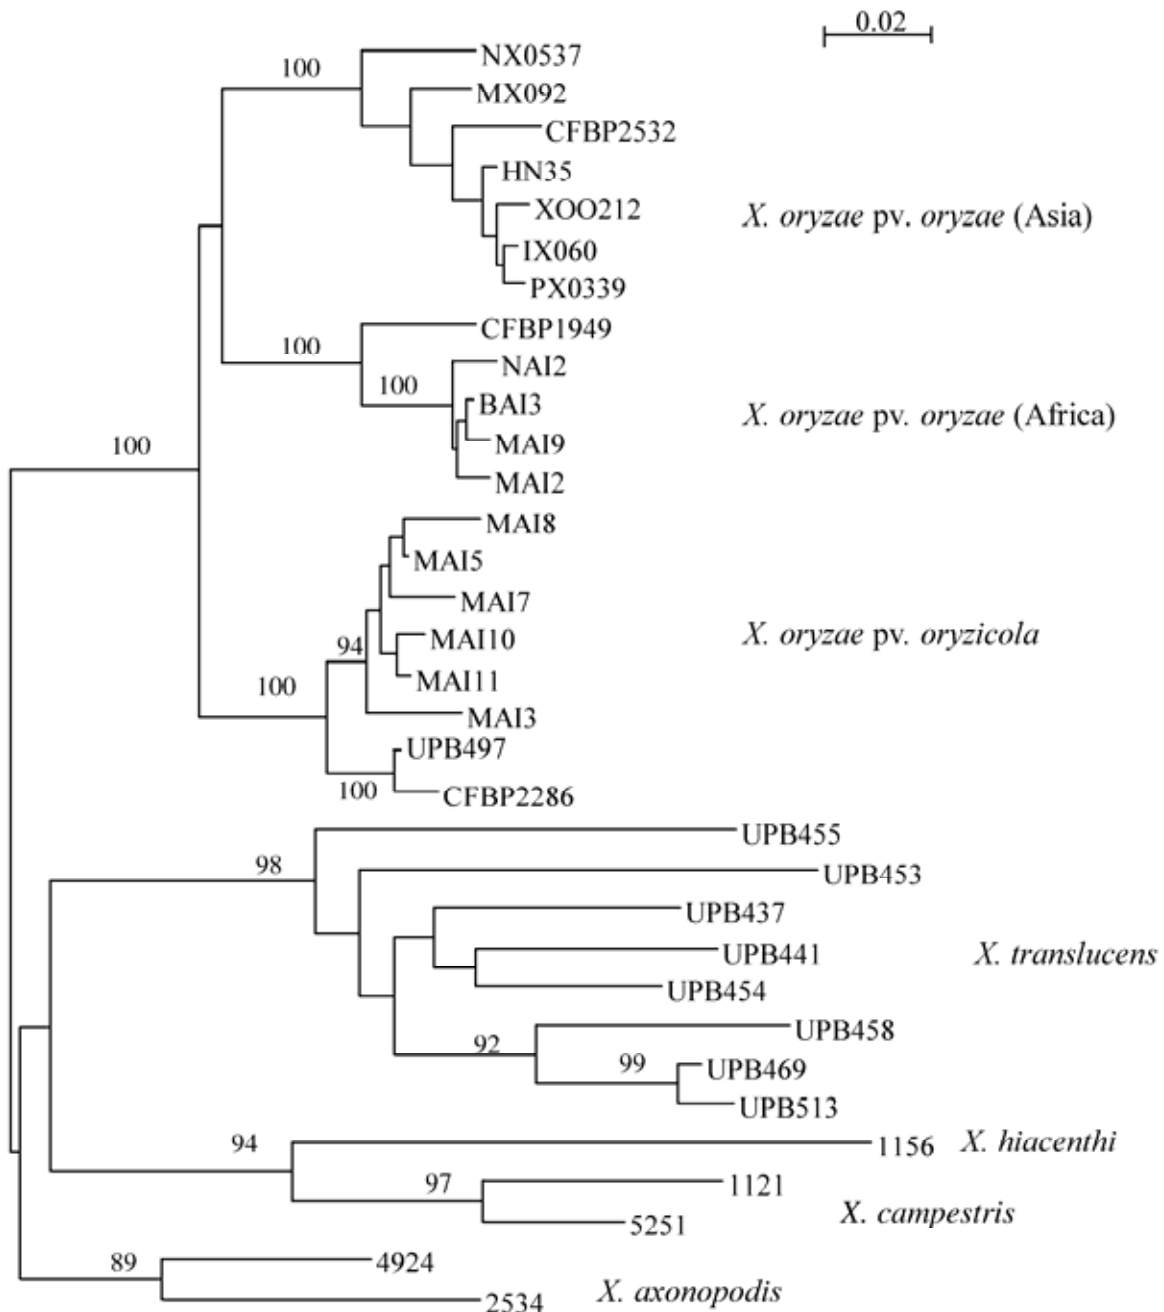 0.02
100
NX0537
MX092
CFBP2532
HN35
XOO212
X. oryzae pv. oryzae (Asia)
IX060
PX0339
CFBP1949
100
NAI2
100
BAI3
X. oryzae pv. oryzae (Africa)
MAI9
100
MAI2
MAI8
MAI5
MAI7
X. oryzae pv. oryzicola
MAI10
94
MAI11
100
MAI3
UPB497
100
CFBP2286
UPB455
98
UPB453
UPB437
UPB441
X. translucens
UPB454
UPB458
92
99
UPB469
UPB513
94
1156
X. hiacenthi
97
1121
X. campestris
5251
89
4924
X. axonopodis
2534